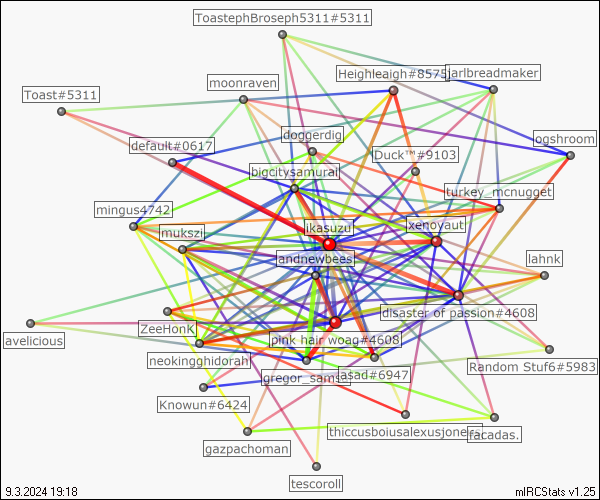 ToastephBroseph5311#5311
Heighleaigh#8575
jarlbreadmaker
moonraven
Toast#5311
doggerdig
ogshroom
default#0617
Duck™#9103
bigcitysamurai
turkey_mcnugget
mingus4742
ikasuzu
xenoyaut
mukszi
andnewbees
lahnk
disaster of passion#4608
ZeeHonK
avelicious
pink hair woag#4608
neokingghidorah
Random Stuf6#5983
gregor_sams
asad#6947
Knowun#6424
thiccusboiusalexusjones
facadas.
gazpachoman
tescoroll
9.3.2024 19:18
mIRCStats v1.25